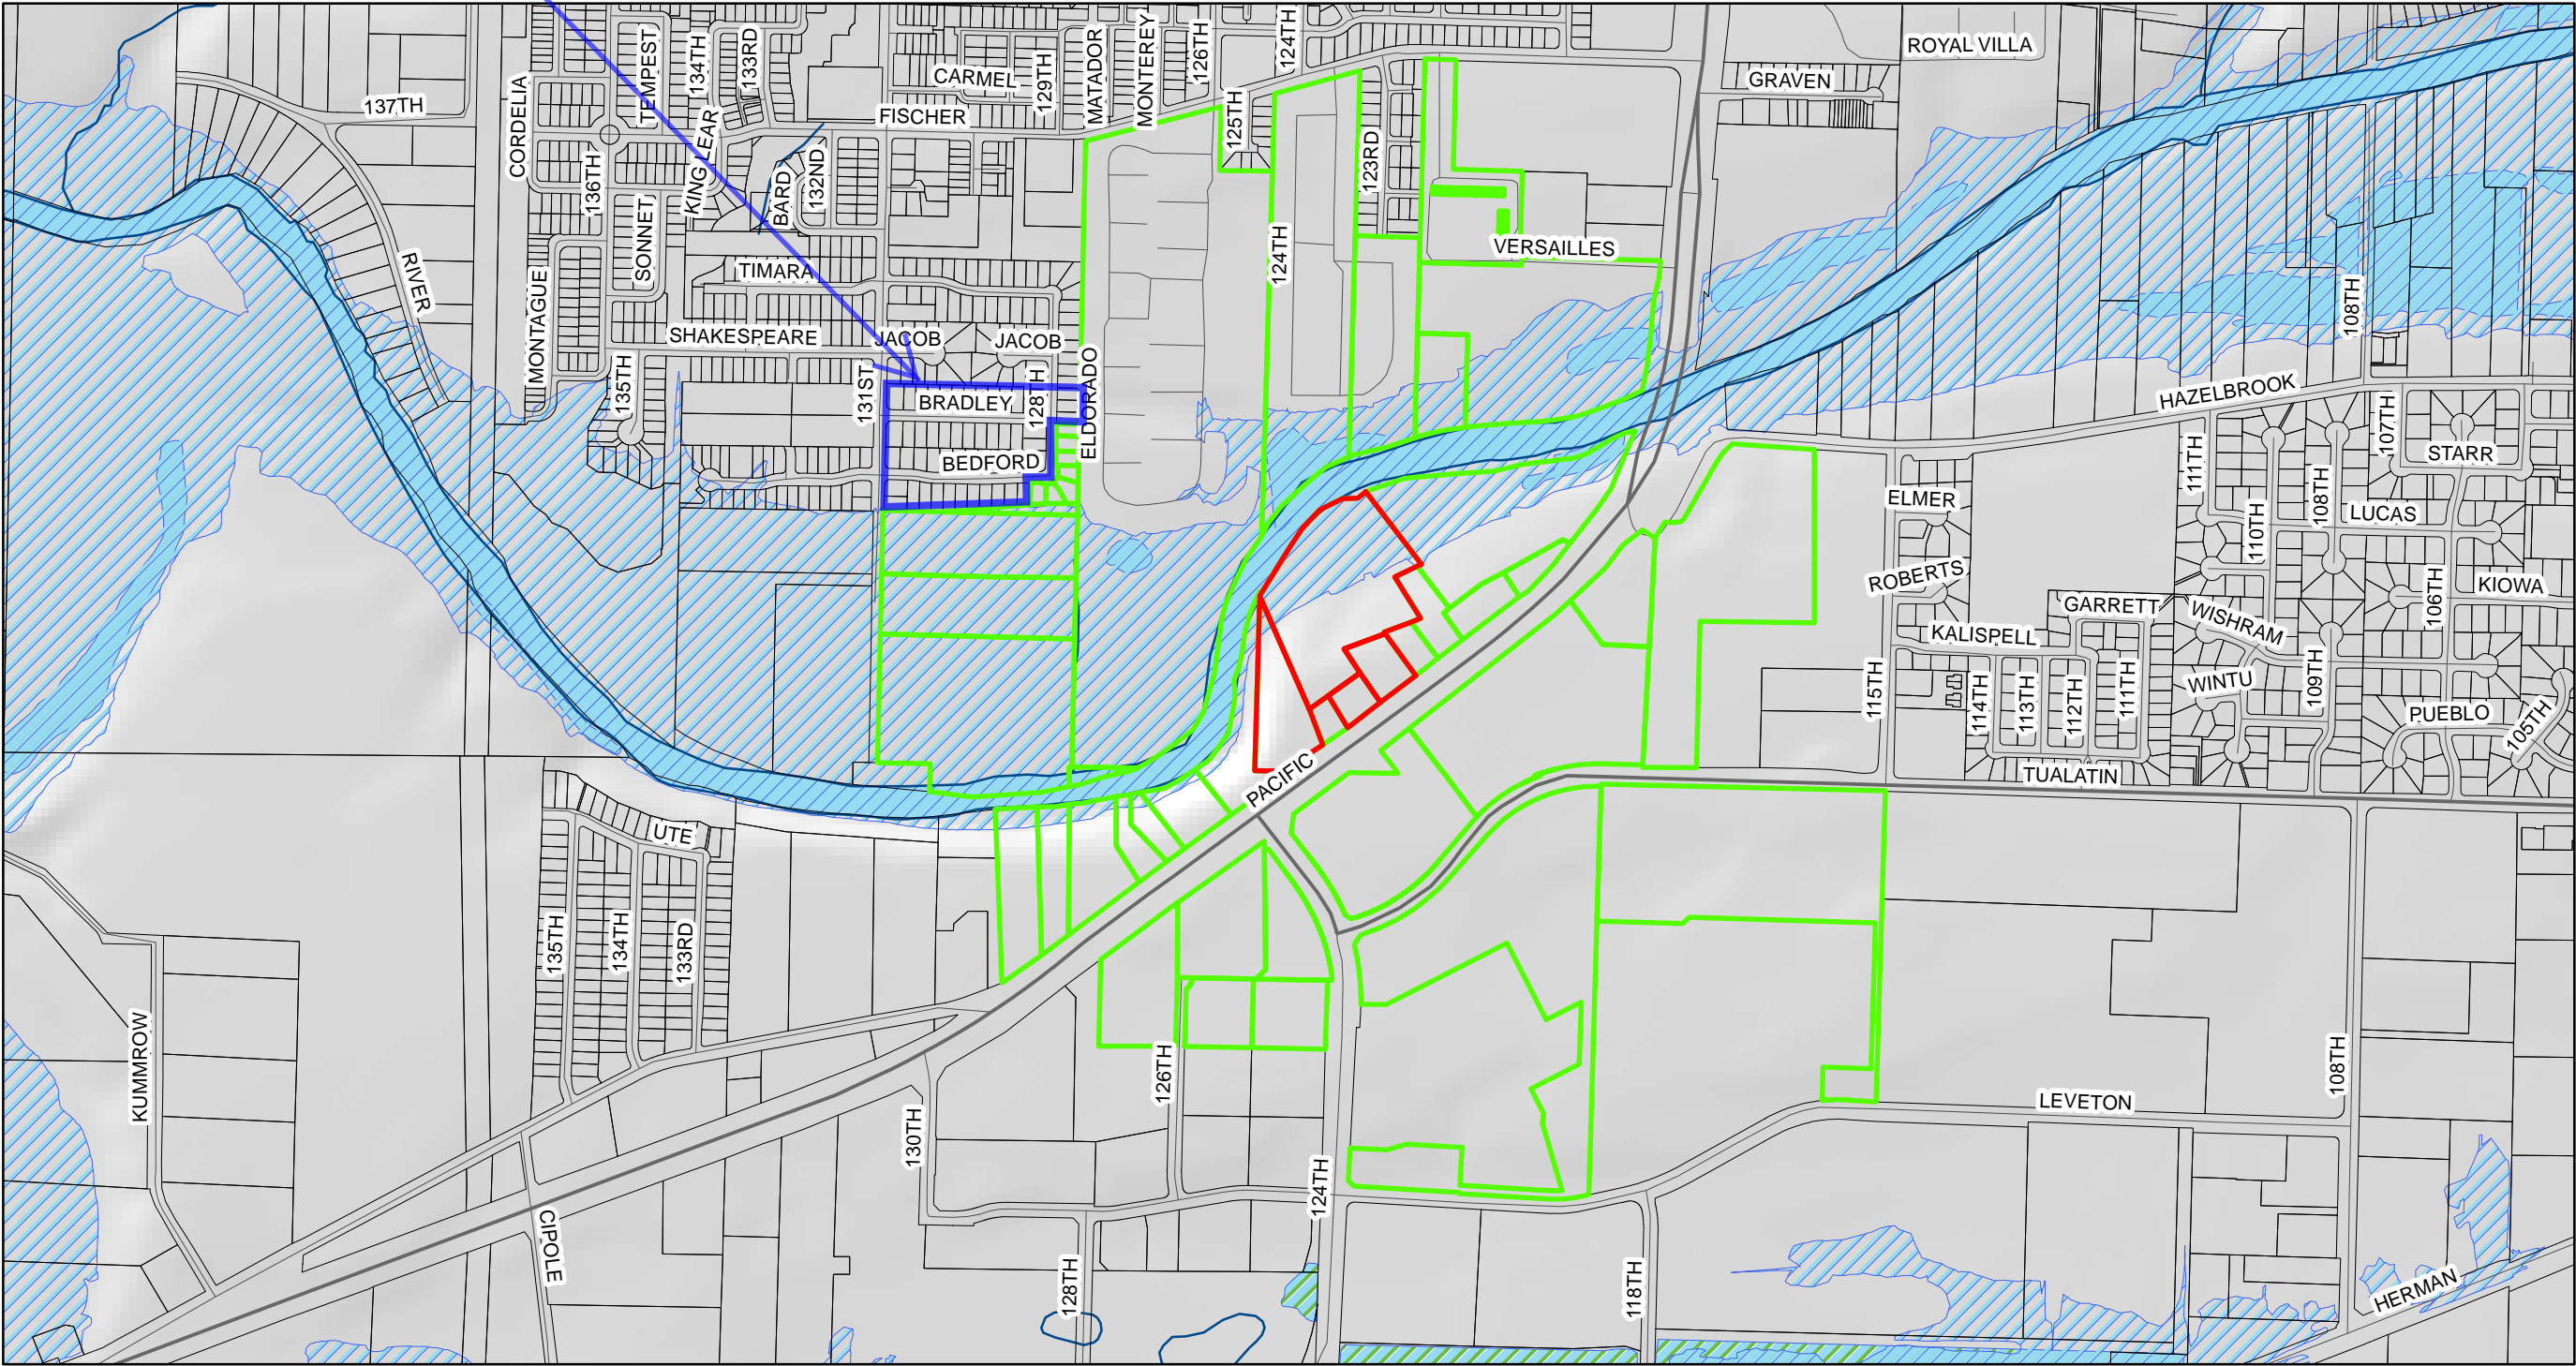 ROYAL VILLA
124TH
126TH
MONTEREY
MATADOR
133RD
134TH
TEMPEST
CARMEL
129TH
GRAVEN
137TH
CORDELIA
FISCHER
125TH
KING LEAR
132ND
BARD
136TH
123RD
SONNET
124TH
VERSAILLES
RIVER
TIMARA
MONTAGUE
108TH
SHAKESPEARE
JACOB
JACOB
135TH
131ST
128TH
ELDORADO
BRADLEY
HAZELBROOK
107TH
111TH
STARR
BEDFORD
ELMER
108TH
LUCAS
110TH
ROBERTS
106TH
KIOWA
GARRETT
WISHRAM
KALISPELL
109TH
115TH
WINTU
114TH
113TH
112TH
111TH
PUEBLO
105TH
TUALATIN
PACIFIC
UTE
135TH
134TH
133RD
KUMMROW
126TH
108TH
LEVETON
130TH
124TH
CIPOLE
128TH
118TH
HERMAN